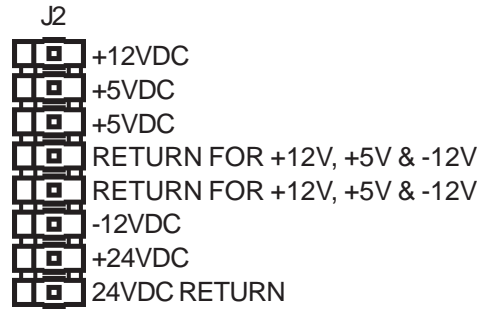 J2
+12VDC
+5VDC
+5VDC
RETURN FOR +12V, +5V & -12V
RETURN FOR +12V, +5V & -12V
-12VDC
+24VDC
24VDC RETURN